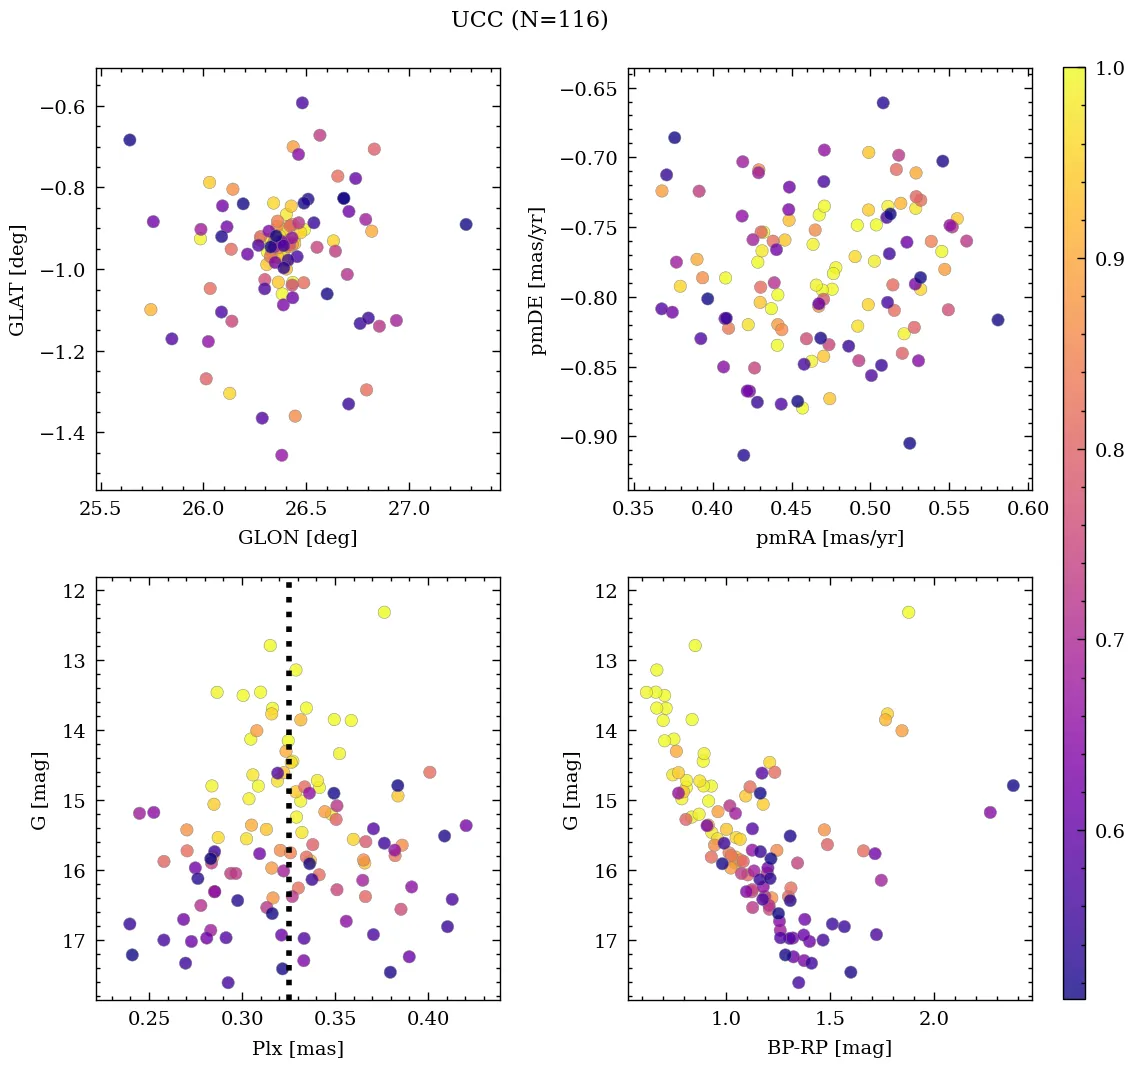 UCC (N=116)
−0.6
−0.8
−1.0
−1.2
−1.4
GLAT [deg]
25.5 26.0 26.5 27.0
GLON [deg]
−0.65
−0.70
−0.75
−0.80
−0.85
−0.90
pmDE [mas/yr]
0.35 0.40 0.45 0.50 0.55 0.60
pmRA [mas/yr]
1.0
0.9
0.8
0.7
0.6
12
13
14
15
16
17
G [mag]
0.25 0.30 0.35 0.40
Plx [mas]
12
13
14
15
16
17
G [mag]
1.0 1.5 2.0
BP-RP [mag]